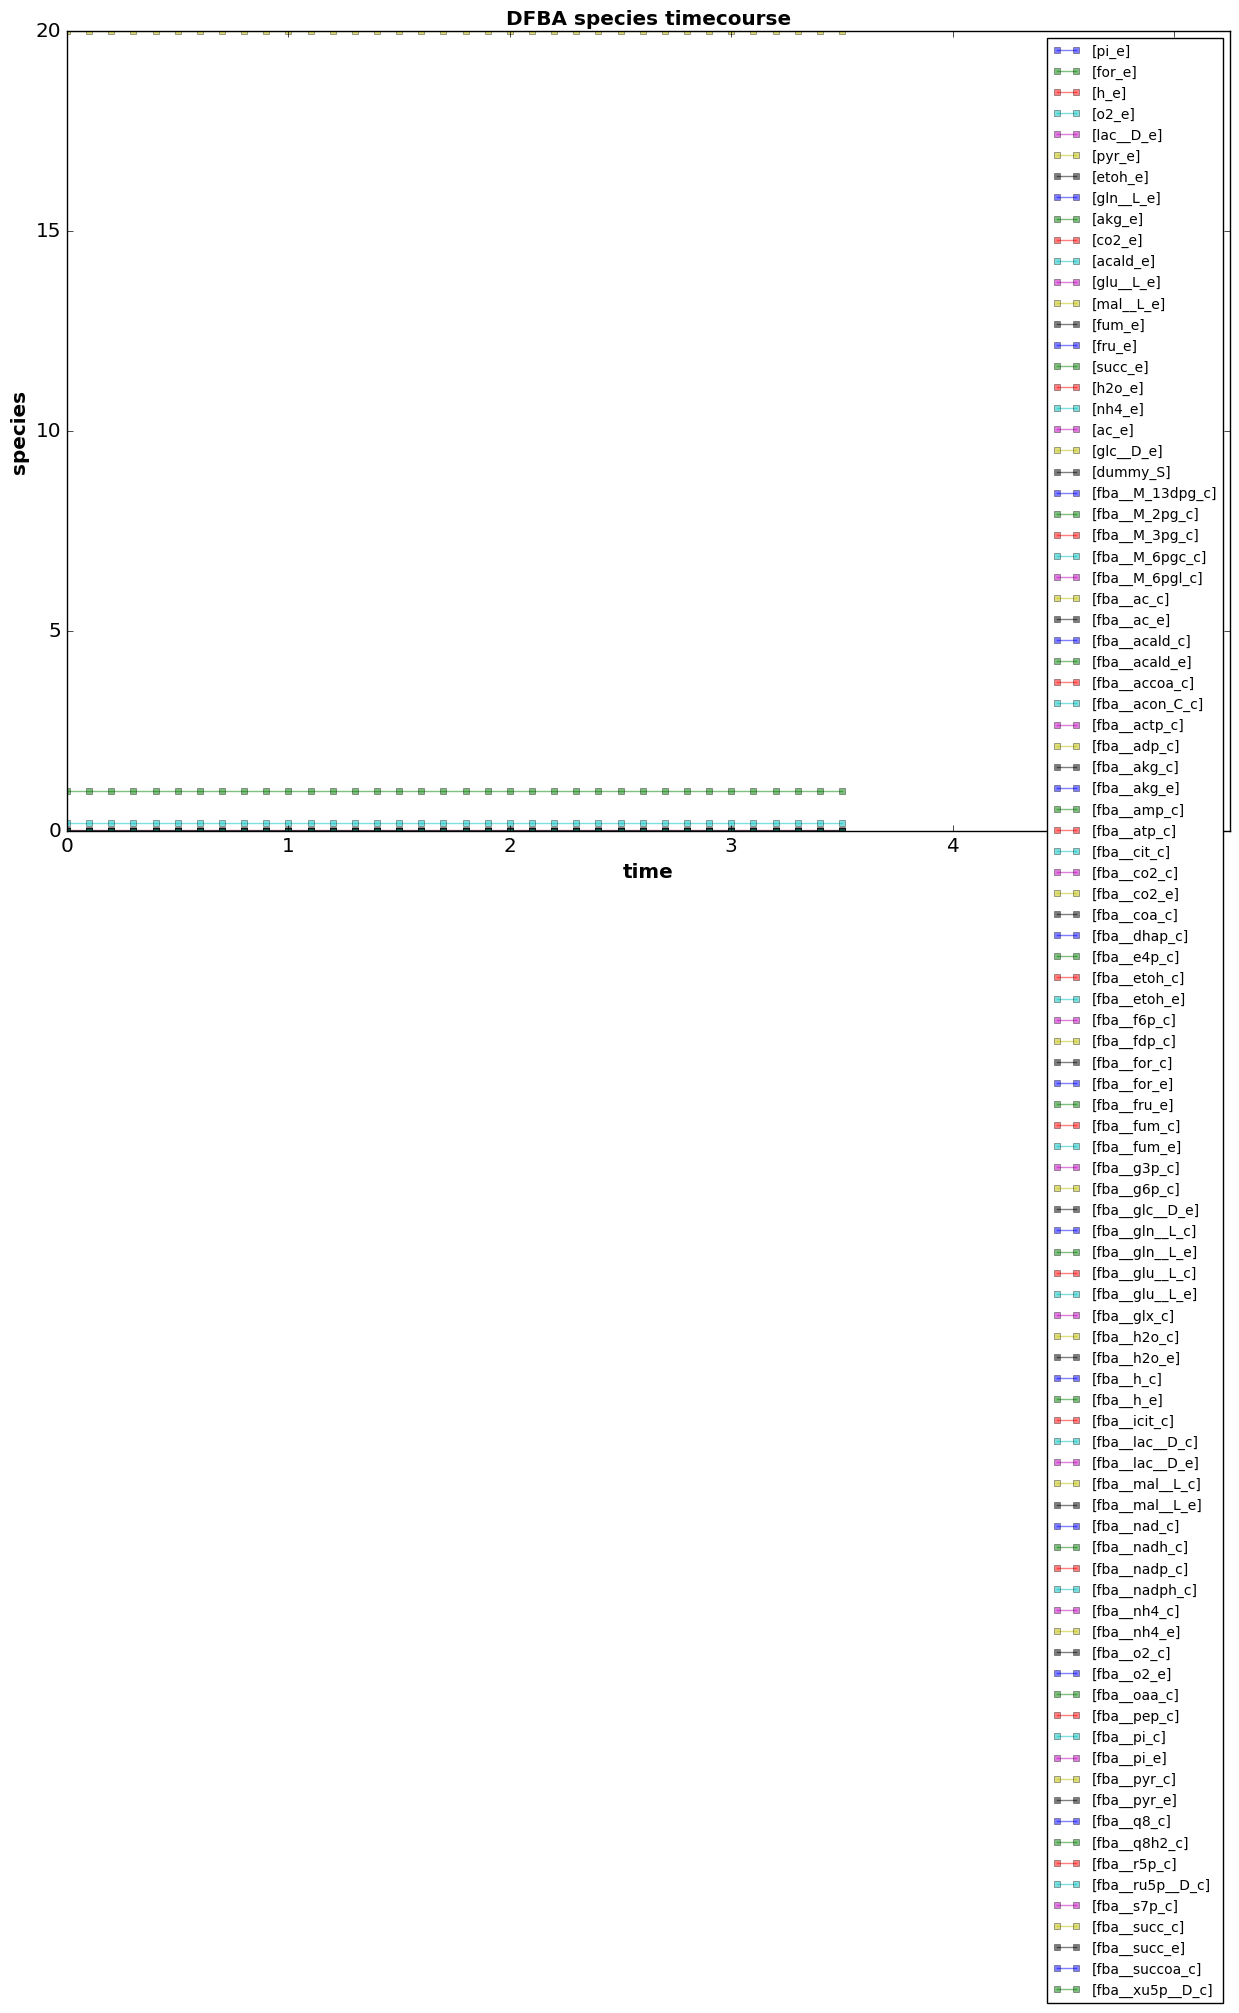 DFBA species timecourse
20
15
10
5
0
species
0
1
2
3
4
time
[pi_e]
[for_e]
[h_e]
[o2_e]
[lac__D_e]
[pyr_e]
[etoh_e]
[gln__L_e]
[akg_e]
[co2_e]
[acald_e]
[glu__L_e]
[mal__L_e]
[fum_e]
[fru_e]
[succ_e]
[h2o_e]
[nh4_e]
[ac_e]
[glc__D_e]
[dummy_S]
[fba__M_13dpg_c]
[fba__M_2pg_c]
[fba__M_3pg_c]
[fba__M_6pgc_c]
[fba__M_6pgl_c]
[fba__ac_c]
[fba__ac_e]
[fba__acald_c]
[fba__acald_e]
[fba__accoa_c]
[fba__acon_C_c]
[fba__actp_c]
[fba__adp_c]
[fba__akg_c]
[fba__akg_e]
[fba__amp_c]
[fba__atp_c]
[fba__cit_c]
[fba__co2_c]
[fba__co2_e]
[fba__coa_c]
[fba__dhap_c]
[fba__e4p_c]
[fba__etoh_c]
[fba__etoh_e]
[fba__f6p_c]
[fba__fdp_c]
[fba__for_c]
[fba__for_e]
[fba__fru_e]
[fba__fum_c]
[fba__fum_e]
[fba__g3p_c]
[fba__g6p_c]
[fba__glc__D_e]
[fba__gln__L_c]
[fba__gln__L_e]
[fba__glu__L_c]
[fba__glu__L_e]
[fba__glx_c]
[fba__h2o_c]
[fba__h2o_e]
[fba__h_c]
[fba__h_e]
[fba__icit_c]
[fba__lac__D_c]
[fba__lac__D_e]
[fba__mal__L_c]
[fba__mal__L_e]
[fba__nad_c]
[fba__nadh_c]
[fba__nadp_c]
[fba__nadph_c]
[fba__nh4_c]
[fba__nh4_e]
[fba__o2_c]
[fba__o2_e]
[fba__oaa_c]
[fba__pep_c]
[fba__pi_c]
[fba__pi_e]
[fba__pyr_c]
[fba__pyr_e]
[fba__q8_c]
[fba__q8h2_c]
[fba__r5p_c]
[fba__ru5p__D_c]
[fba__s7p_c]
[fba__succ_c]
[fba__succ_e]
[fba__succoa_c]
[fba__xu5p__D_c]